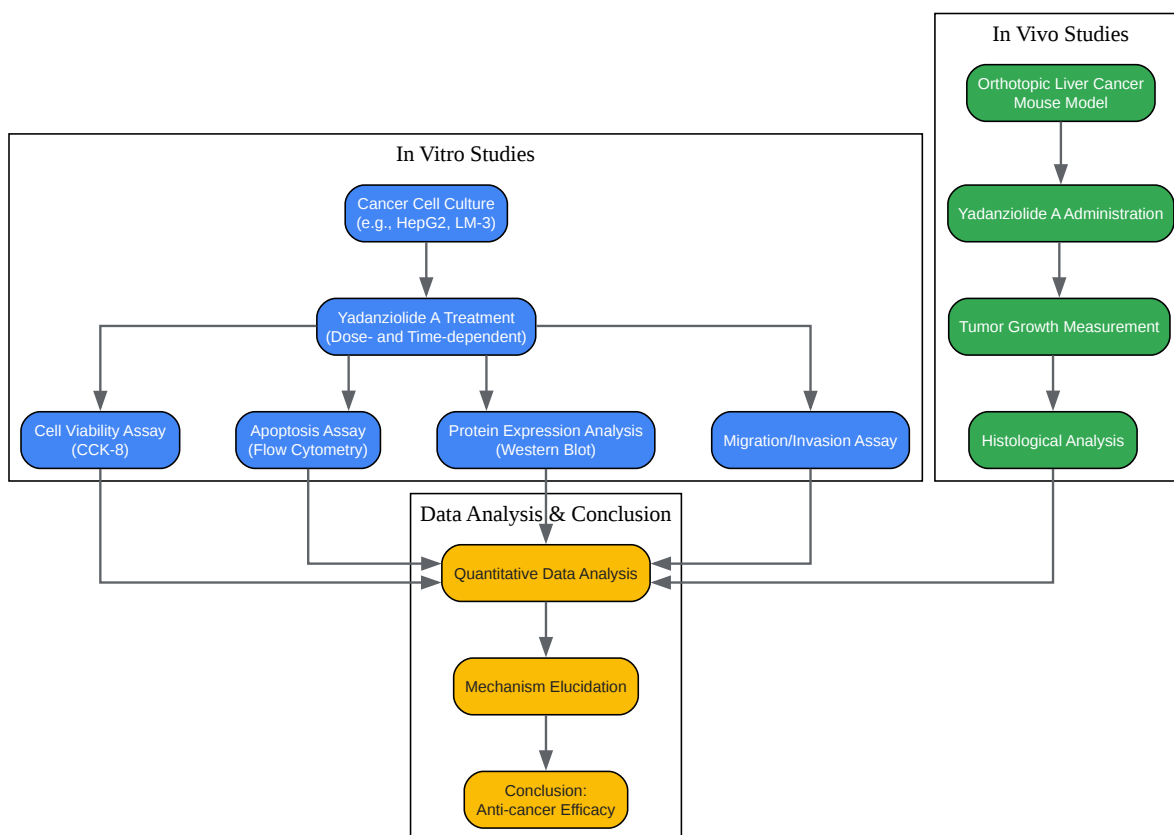 In Vivo Studies
Orthotopic Liver Cancer
Mouse Model
Yadanziolide A Administration
Tumor Growth Measurement
Histological Analysis
In Vitro Studies
Cancer Cell Culture
(e.g., HepG2, LM-3)
Yadanziolide A Treatment
(Dose- and Time-dependent)
Cell Viability Assay
(CCK-8)
Apoptosis Assay
(Flow Cytometry)
Protein Expression Analysis
(Western Blot)
Migration/Invasion Assay
Data Analysis & Conclusion
Quantitative Data Analysis
Mechanism Elucidation
Conclusion:
Anti-cancer Efficacy